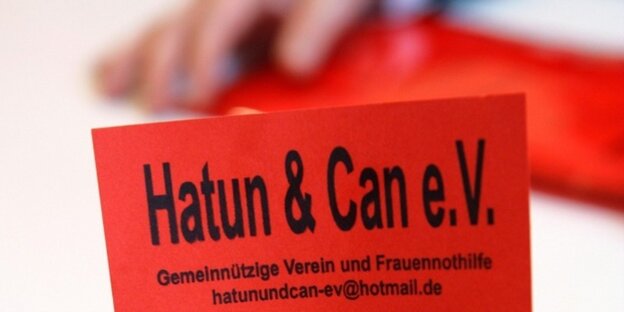 Hatun & Can e.V.
Gemeinnützige Verein und Frauennothilfe
hatunundcan-ev@hotmail.de